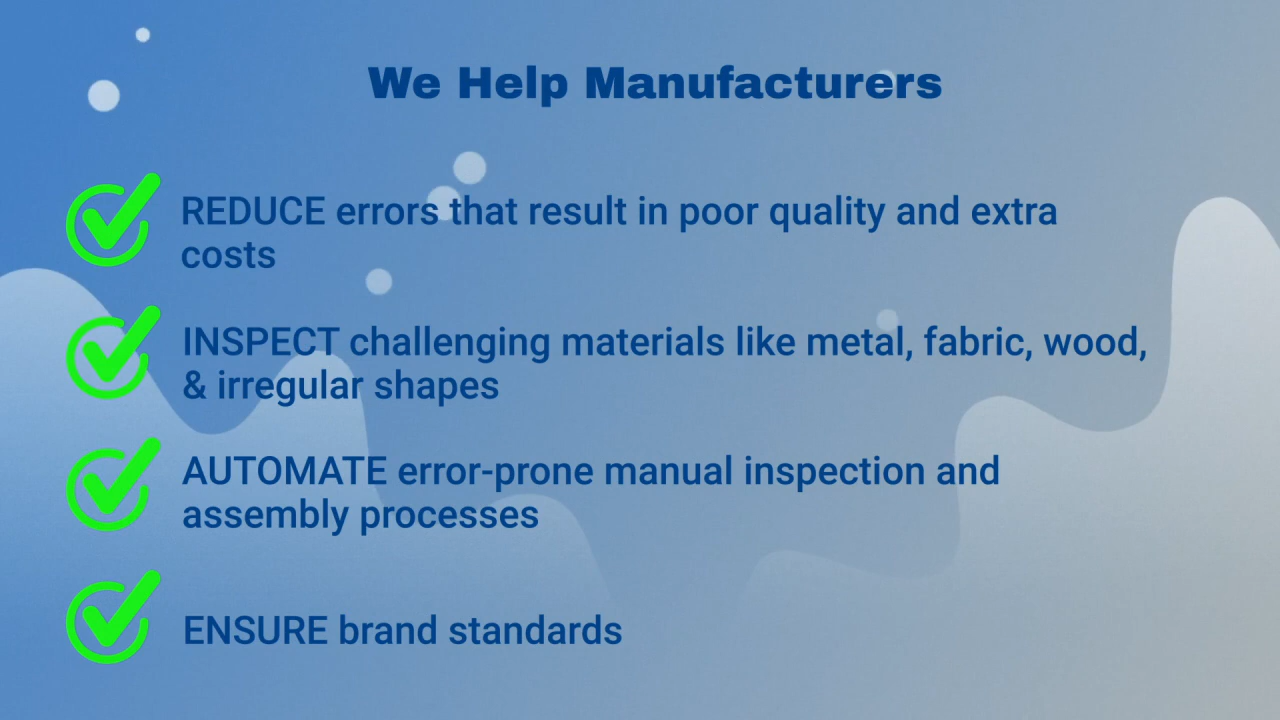 We Help Manufacturers
REDUCE errors that result in poor quality and extra
costs
INSPECT challenging materials like metal, fabric, wood,
& irregular shapes
AUTOMATE error-prone manual inspection and
assembly processes
ENSURE brand standards